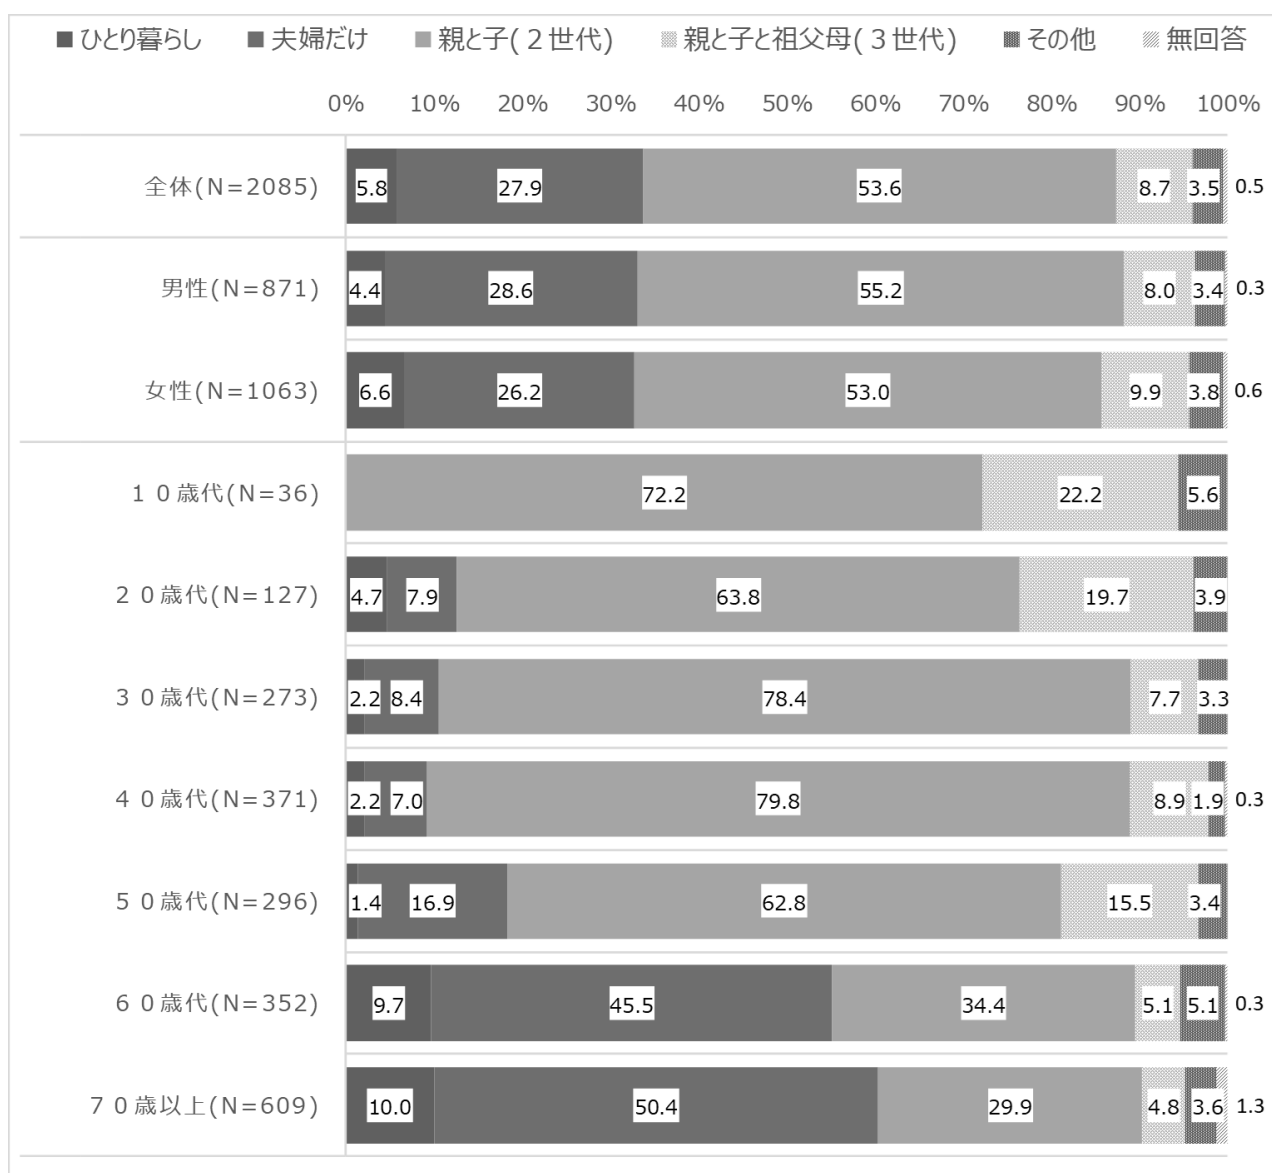 ■ひとり暮らし ■夫婦だけ ■親と子(２世代) ■親と子と祖父母(３世代) ■その他 ■無回答
0% 10% 20% 30% 40% 50% 60% 70% 80% 90% 100%
全体(N=2085) 5.8 27.9 53.6 8.7 3.5 0.5
男性(N=871) 4.4 28.6 55.2 8.0 3.4 0.3
女性(N=1063) 6.6 26.2 53.0 9.9 3.8 0.6
１０歳代(N=36) 72.2 22.2 5.6
２０歳代(N=127) 4.7 7.9 63.8 19.7 3.9
３０歳代(N=273) 2.2 8.4 78.4 7.7 3.3
４０歳代(N=371) 2.2 7.0 79.8 8.9 1.9 0.3
５０歳代(N=296) 1.4 16.9 62.8 15.5 3.4
６０歳代(N=352) 9.7 45.5 34.4 5.1 5.1 0.3
７０歳以上(N=609) 10.0 50.4 29.9 4.8 3.6 1.3